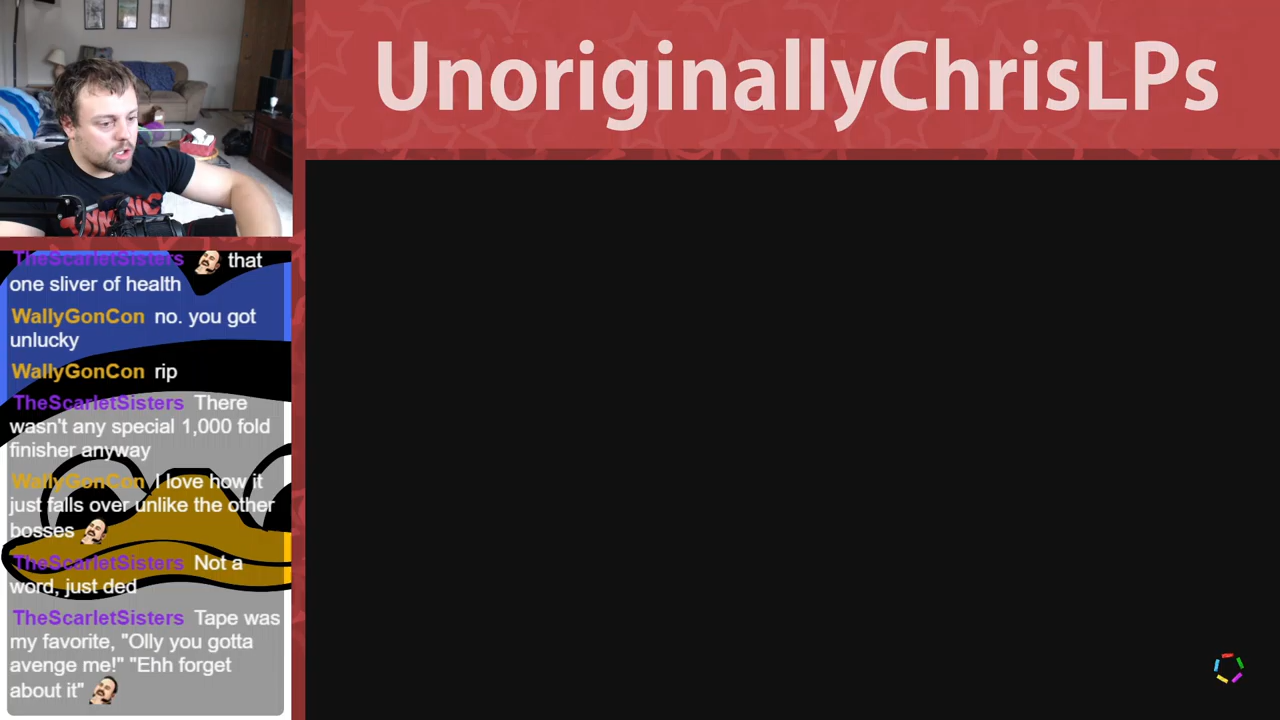 UnoriginallyChrisLPs
TheScarletSisters that
one sliver of health
WallyGonCon no. you got
unlucky
WallyGonCon rip
TheScarletSisters There
wasn't any special 1,000 fold
finisher anyway
WallyGonCon I love how it
just falls over unlike the other
bosses
TheScarletSisters Not a
word, just ded
TheScarletSisters Tape was
my favorite, "Olly you gotta
avenge me!" "Ehh forget
about it"